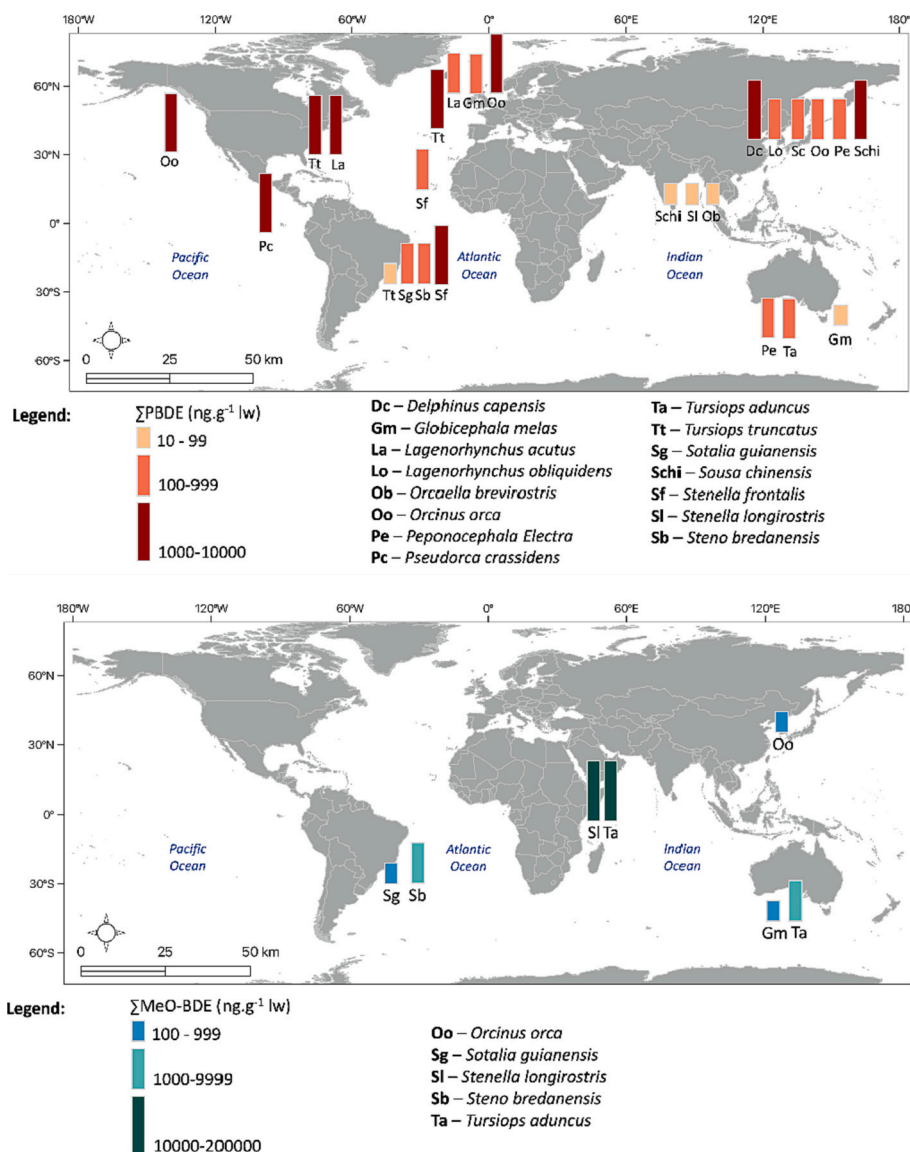 180°W 120°W 60°W 0° 60°E 120°E 180°
60°N
30°N
0°
30°S
60°S
Oo
Pc
Tt La
Tt
La Gm Oo
Sf
Tt Sg Sb Sf
Dc Lo Sc Oo Pe Schi
Schi Sl Ob
Pe Ta
Gm
Pacific
Ocean
Atlantic
Ocean
Indian
Ocean
0 25 50 km
Legend:
∑PBDE (ng.g⁻¹ lw)
10 - 99
100-999
1000-10000
Dc – Delphinus capensis
Gm – Globicephala melas
La – Lagenorhynchus acutus
Lo – Lagenorhynchus obliquidens
Ob – Orcaella brevirostris
Oo – Orcinus orca
Pe – Peponocephala Electra
Pc – Pseudorca crassidens
Ta – Tursiops aduncus
Tt – Tursiops truncatus
Sg – Sotalia guianensis
Schi – Sousa chinensis
Sf – Stenella frontalis
Sl – Stenella longirostris
Sb – Steno bredanensis
180°W 120°W 60°W 0° 60°E 120°E 180°
60°N
30°N
0°
30°S
60°S
Oo
Sl Ta
Sg Sb
Gm Ta
Pacific
Ocean
Atlantic
Ocean
Indian
Ocean
0 25 50 km
Legend:
∑MeO-BDE (ng.g⁻¹ lw)
100 - 999
1000-9999
10000-200000
Oo – Orcinus orca
Sg – Sotalia guianensis
Sl – Stenella longirostris
Sb – Steno bredanensis
Ta – Tursiops aduncus